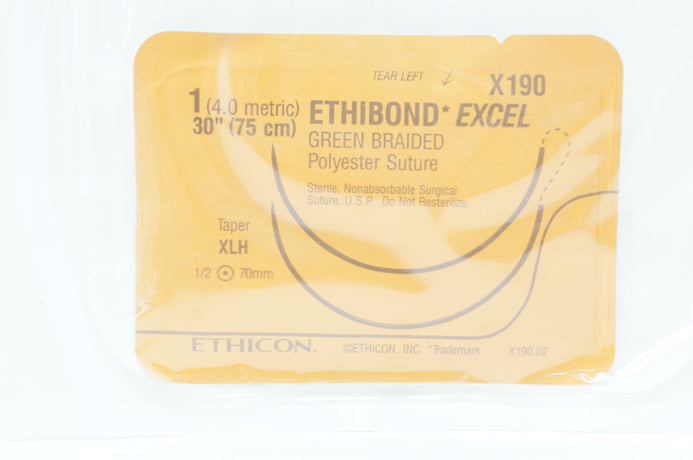 TEAR LEFT
X190
1 (4.0 metric)
30" (75 cm)
ETHIBOND* EXCEL
GREEN BRAIDED
Polyester Suture
Sterile, Nonabsorbable Surgical
Suture. U.S.P. Do Not Resterilize.
Taper
XLH
1/2 70mm
ETHICON. ©ETHICON, INC *Trademark X190.02